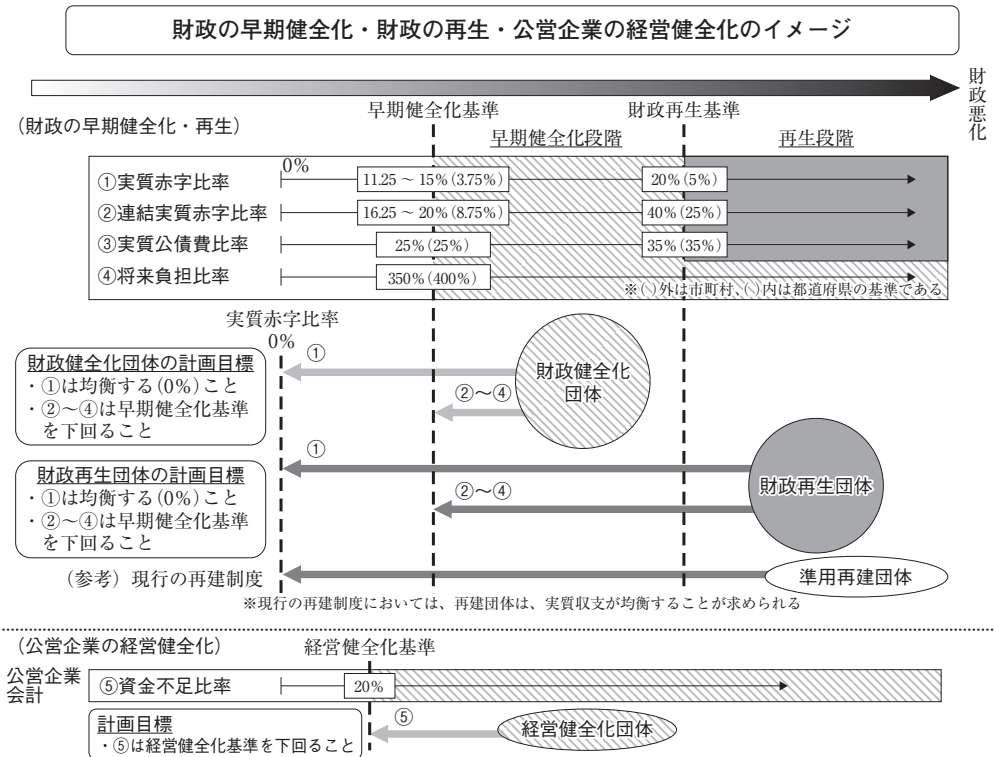 財政の早期健全化・財政の再生・公営企業の経営健全化のイメージ
財政悪化
早期健全化基準
財政再生基準
(財政の早期健全化・再生)
早期健全化段階
再生段階
0%
①実質赤字比率
11.25～15%(3.75%)
20%(5%)
②連結実質赤字比率
16.25～20%(8.75%)
40%(25%)
③実質公債費比率
25%(25%)
35%(35%)
④将来負担比率
350%(400%)
※( )外は市町村、( )内は都道府県の基準である
実質赤字比率
0%
財政健全化団体の計画目標
・①は均衡する(0%)こと
・②～④は早期健全化基準
を下回ること
①
②～④
財政健全化
団体
財政再生団体の計画目標
・①は均衡する(0%)こと
・②～④は早期健全化基準
を下回ること
①
②～④
財政再生団体
(参考) 現行の再建制度
準用再建団体
※現行の再建制度においては、再建団体は、実質収支が均衡することが求められる
(公営企業の経営健全化)
経営健全化基準
公営企業
会計
⑤資金不足比率
20%
計画目標
・⑤は経営健全化基準を下回ること
⑤
経営健全化団体